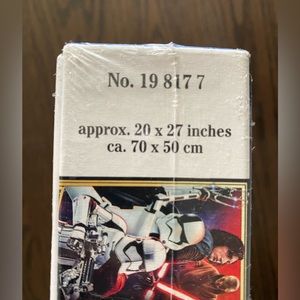 No. 19 817 7
approx. 20 x 27 inches
ca. 70 x 50 cm